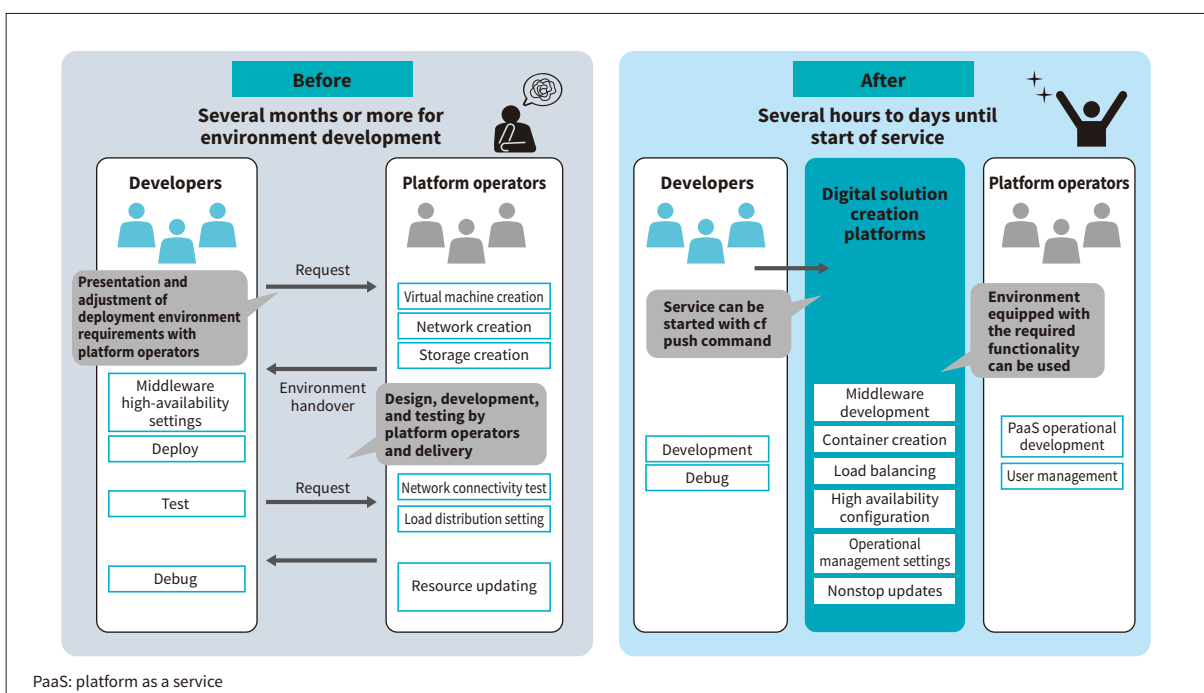 Before
Several months or more for
environment development
Developers
Platform operators
Request
Presentation and
adjustment of
deployment environment
requirements with
platform operators
Virtual machine creation
Network creation
Storage creation
Environment
handover
Middleware
high-availability
settings
Deploy
Design, development,
and testing by
platform operators
and delivery
Request
Test
Network connectivity test
Load distribution setting
Debug
Resource updating
After
Several hours to days until
start of service
Developers
Digital solution
creation
platforms
Platform operators
Service can be
started with cf
push command
Environment
equipped with
the required
functionality
can be used
Development
Debug
Middleware
development
Container creation
Load balancing
High availability
configuration
Operational
management settings
Nonstop updates
PaaS operational
development
User management
PaaS: platform as a service